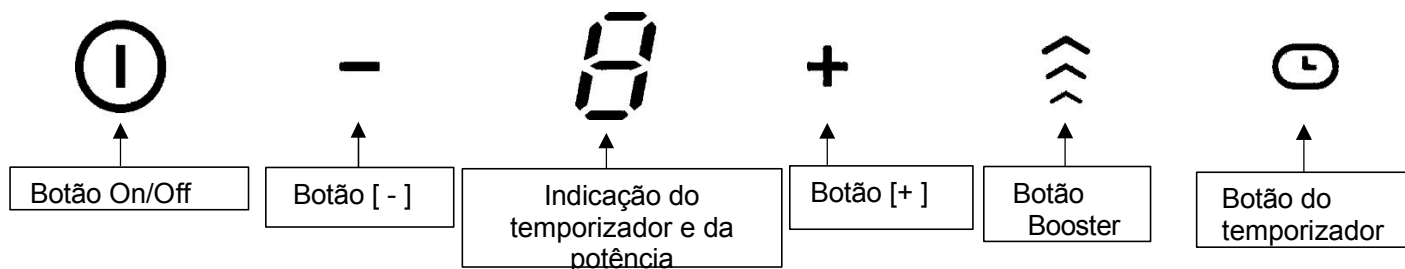 Botão On/Off
Botão [ - ]
Indicação do
temporizador e da
potência
Botão [+ ]
Botão
Booster
Botão do
temporizador